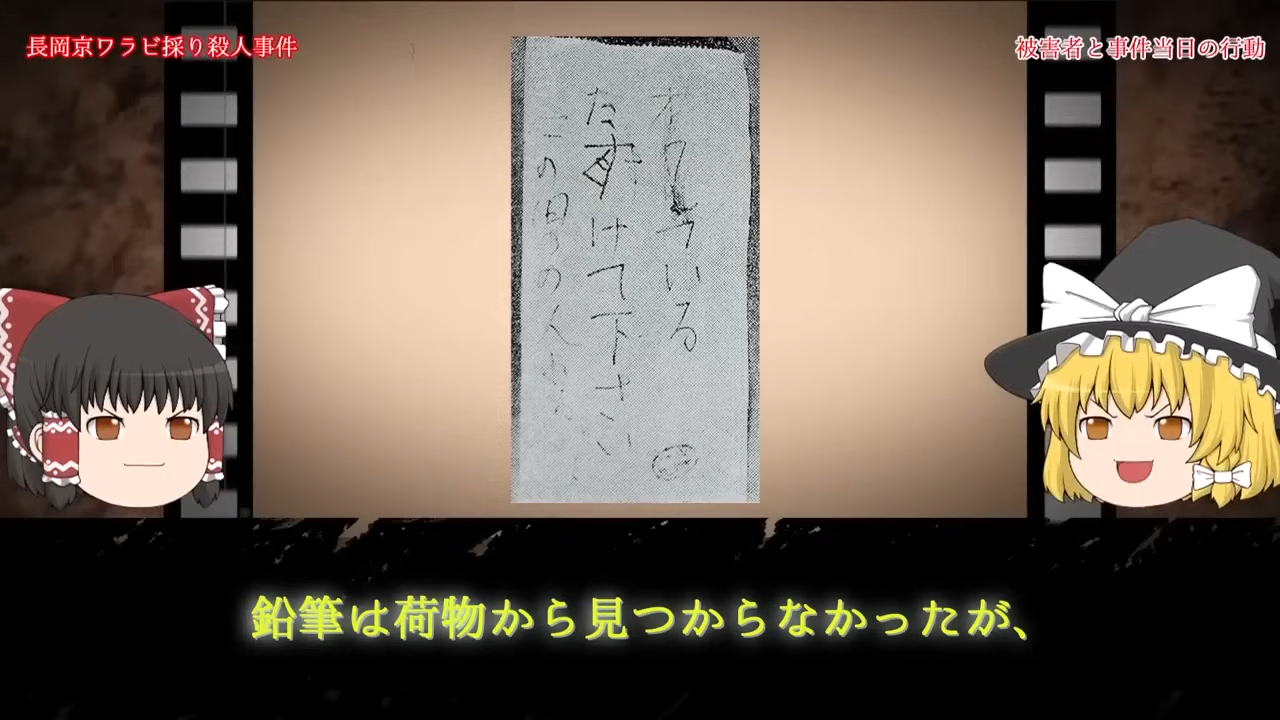 長岡京ワラビ採り殺人事件
被害者と事件当日の行動
オワれている
たすけて下さい
この男の人
鉛筆は荷物から見つからなかったが、